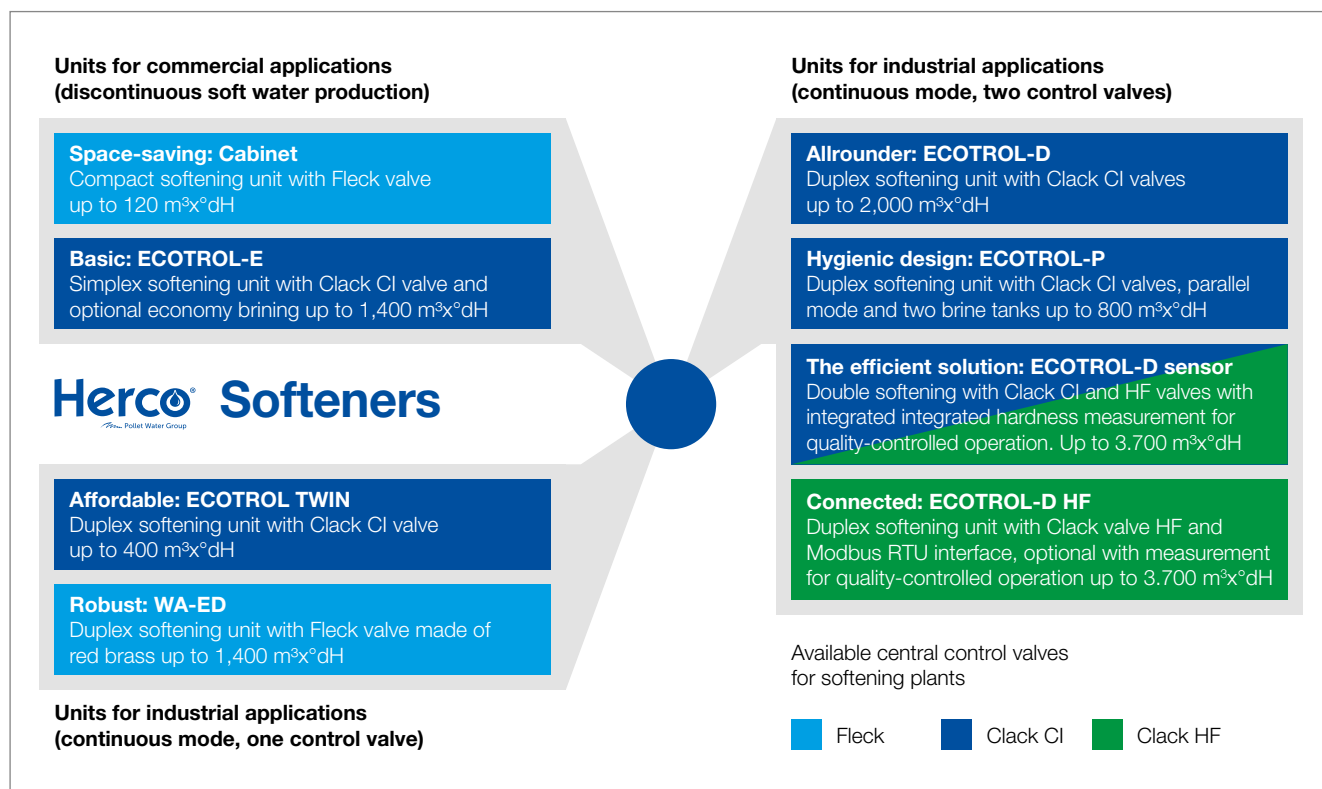 Units for commercial applications
(discontinuous soft water production)
Space-saving: Cabinet
Compact softening unit with Fleck valve
up to 120 m³x°dH
Basic: ECOTROL-E
Simplex softening unit with Clack CI valve and
optional economy brining up to 1,400 m³x°dH
Herco® Softeners
Pollet Water Group
Affordable: ECOTROL TWIN
Duplex softening unit with Clack CI valve
up to 400 m³x°dH
Robust: WA-ED
Duplex softening unit with Fleck valve made of
red brass up to 1,400 m³x°dH
Units for industrial applications
(continuous mode, one control valve)
Units for industrial applications
(continuous mode, two control valves)
Allrounder: ECOTROL-D
Duplex softening unit with Clack CI valves
up to 2,000 m³x°dH
Hygienic design: ECOTROL-P
Duplex softening unit with Clack CI valves, parallel
mode and two brine tanks up to 800 m³x°dH
The efficient solution: ECOTROL-D sensor
Double softening with Clack CI and HF valves with
integrated integrated hardness measurement for
quality-controlled operation. Up to 3.700 m³x°dH
Connected: ECOTROL-D HF
Duplex softening unit with Clack valve HF and
Modbus RTU interface, optional with measurement
for quality-controlled operation up to 3.700 m³x°dH
Available central control valves
for softening plants
Fleck
Clack CI
Clack HF